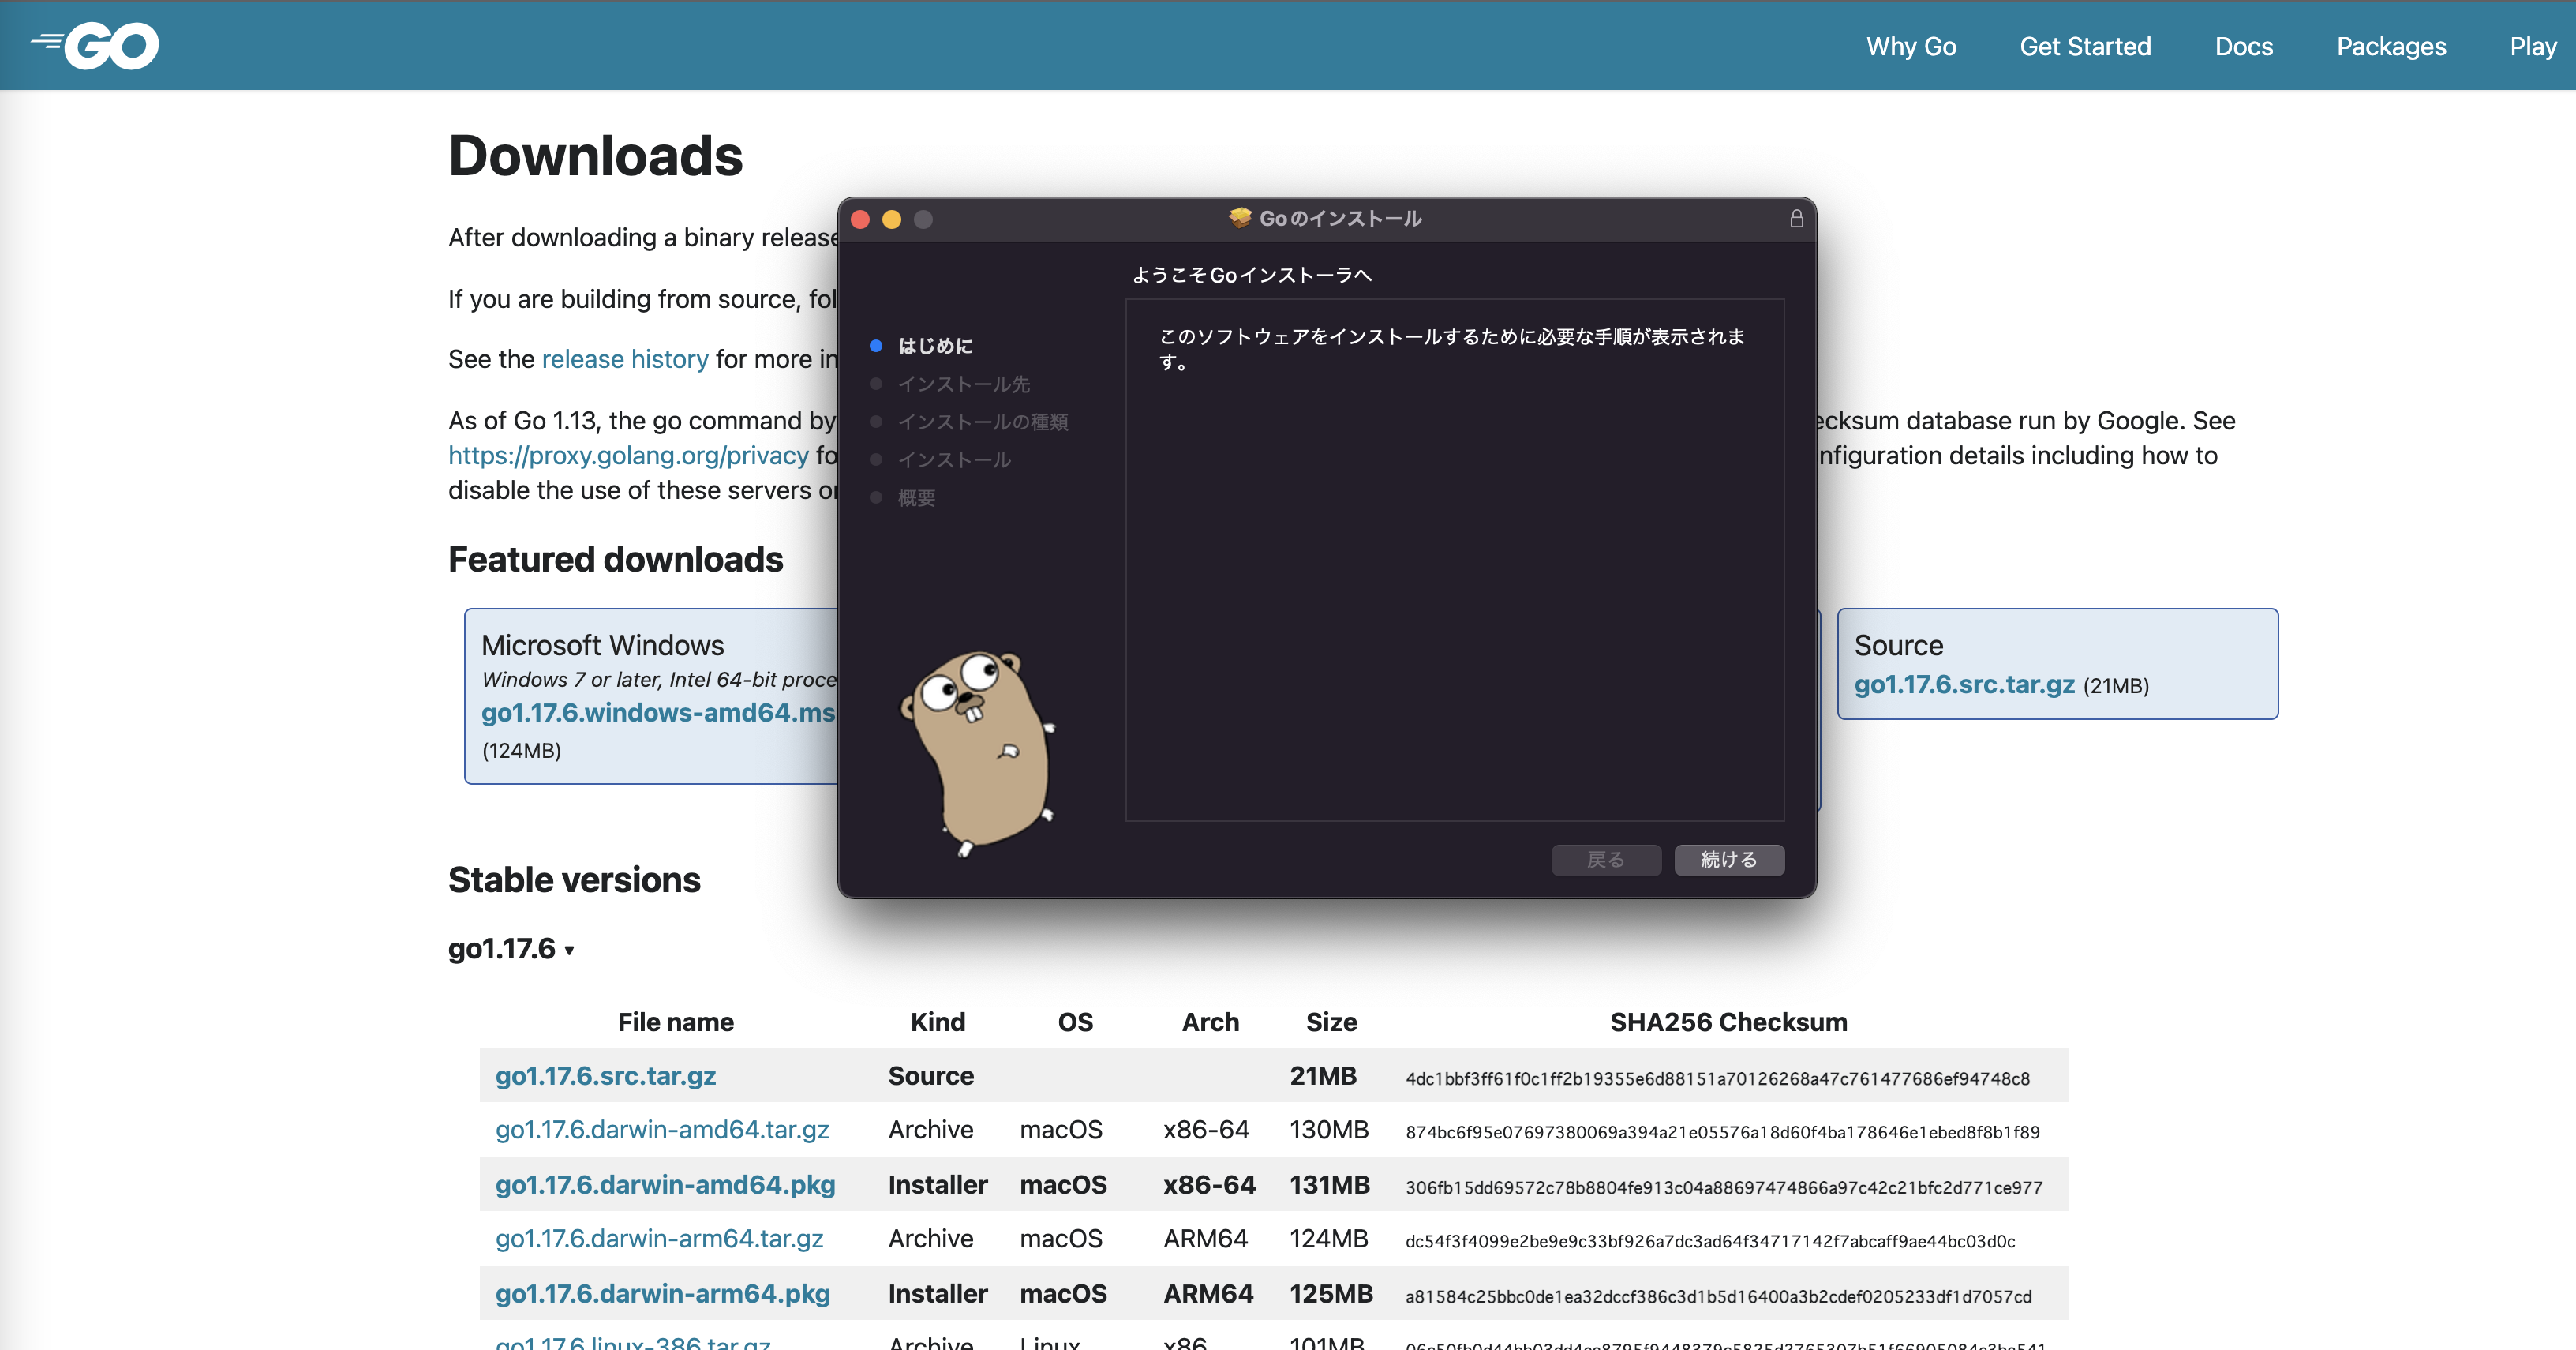 GO
Why Go
Get Started
Docs
Packages
Play
Downloads
After downloading a binary release
If you are building from source,
See the release history for more
As of Go 1.13, the go command by
checksum database run by Google. See
https://proxy.golang.org/privacy
configuration details including how to
disable the use of these servers
Featured downloads
Microsoft Windows
Windows 7 or later, Intel 64-bit
go1.17.6.windows-amd64.ms
(124MB)
Source
go1.17.6.src.tar.gz (21MB)
Goのインストール
ようこそGoインストーラへ
はじめに
インストール先
インストールの種類
インストール
概要
このソフトウェアをインストールするために必要な手順が表示されま
す。
戻る
続ける
Stable versions
go1.17.6 ▾
File name Kind OS Arch Size SHA256 Checksum
go1.17.6.src.tar.gz Source 21MB 4dc1bbf3ff61f0c1ff2b19355e6d88151a70126268a47c761477686ef94748c8
go1.17.6.darwin-amd64.tar.gz Archive macOS x86-64 130MB 874bc6f95e07697380069a394a21e05576a18d60f4ba178646e1ebed8f8b1f89
go1.17.6.darwin-amd64.pkg Installer macOS x86-64 131MB 306fb15dd69572c78b8804fe913c04a88697474866a97c42c21bfc2d771ce977
go1.17.6.darwin-arm64.tar.gz Archive macOS ARM64 124MB dc54f3f4099e2be9e9c33bf926a7dc3ad64f34717142f7abcaff9ae44bc03d0c
go1.17.6.darwin-arm64.pkg Installer macOS ARM64 125MB a81584c25bbc0de1ea32dccf386c3d1b5d16400a3b2cdef0205233df1d7057cd
go1.17.6.linux-386.tar.gz Archive Linux x86 101MB